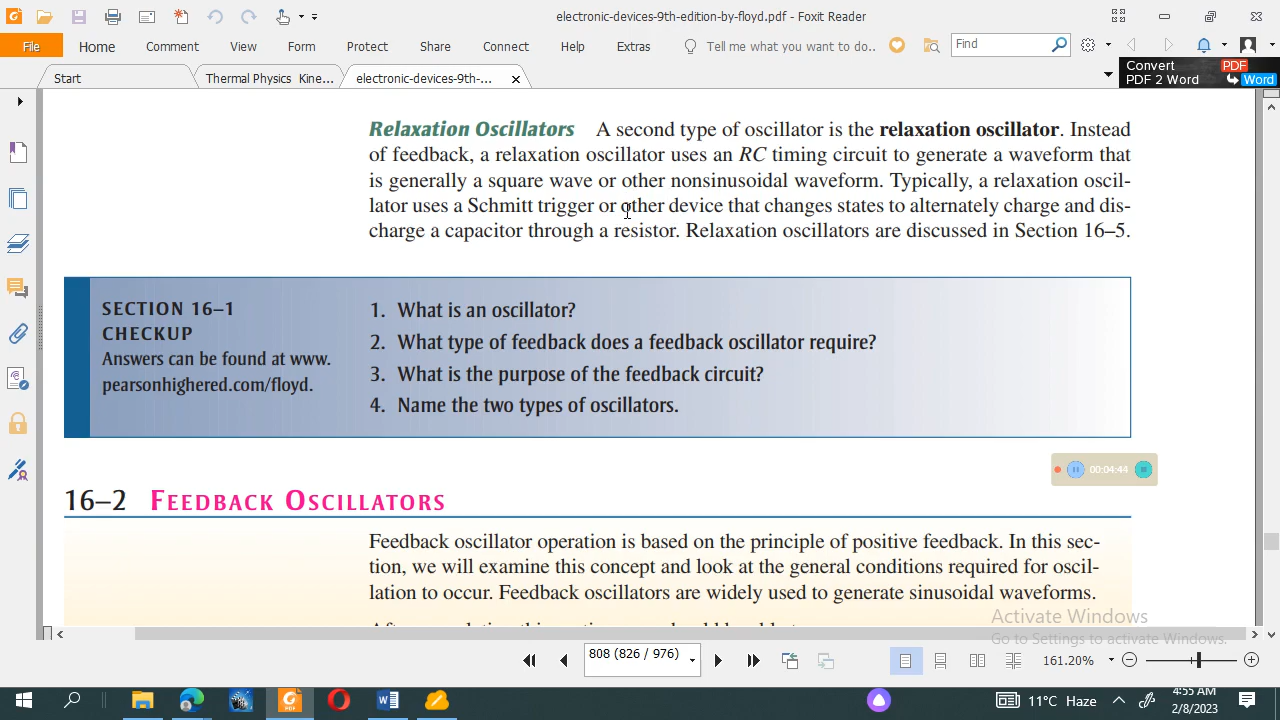 electronic-devices-9th-edition-by-floyd.pdf - Foxit Reader
File Home Comment View Form Protect Share Connect Help Extras Tell me what you want to do.. Find
Start Thermal Physics Kine... electronic-devices-9th-...
Convert PDF
PDF 2 Word Word
Relaxation Oscillators A second type of oscillator is the relaxation oscillator. Instead
of feedback, a relaxation oscillator uses an RC timing circuit to generate a waveform that
is generally a square wave or other nonsinusoidal waveform. Typically, a relaxation oscil-
lator uses a Schmitt trigger or other device that changes states to alternately charge and dis-
charge a capacitor through a resistor. Relaxation oscillators are discussed in Section 16–5.
SECTION 16–1
CHECKUP
Answers can be found at www.
pearsonhighered.com/floyd.
1. What is an oscillator?
2. What type of feedback does a feedback oscillator require?
3. What is the purpose of the feedback circuit?
4. Name the two types of oscillators.
00:04:44
16–2 FEEDBACK OSCILLATORS
Feedback oscillator operation is based on the principle of positive feedback. In this sec-
tion, we will examine this concept and look at the general conditions required for oscil-
lation to occur. Feedback oscillators are widely used to generate sinusoidal waveforms.
Activate Windows
Go to Settings to activate Windows.
808 (826 / 976) 161.20%
11°C Haze
4:55 AM
2/8/2023